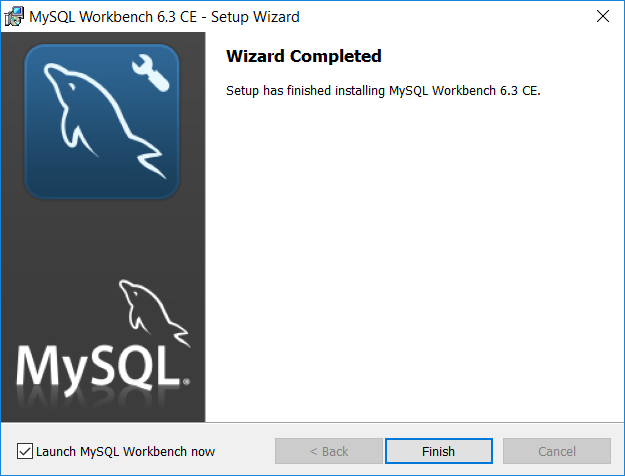 MySQL Workbench 6.3 CE - Setup Wizard
Wizard Completed
Setup has finished installing MySQL Workbench 6.3 CE.
MySQL®
Launch MySQL Workbench now
< Back
Finish
Cancel